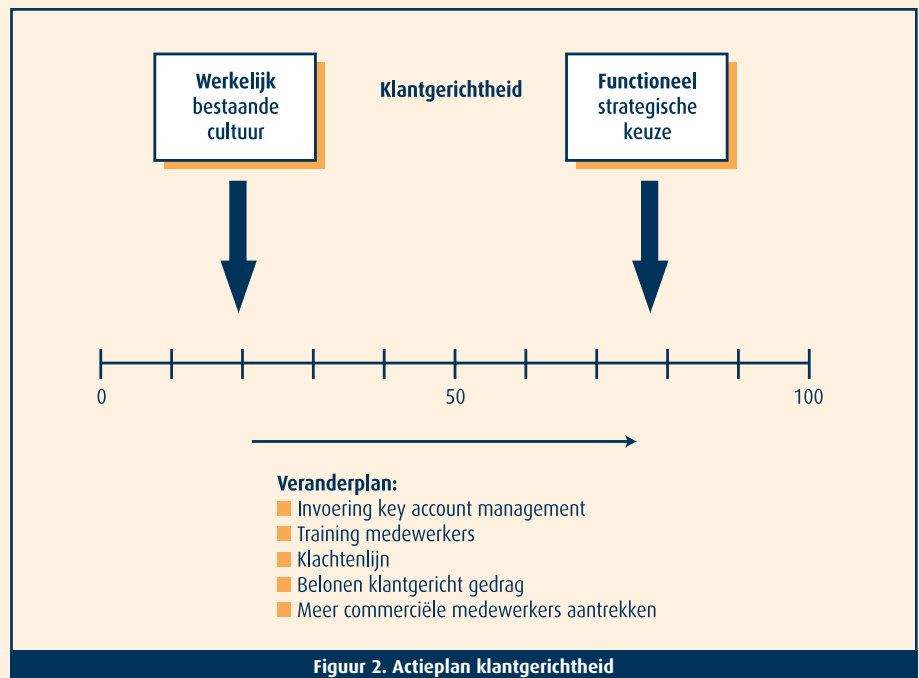 Werkelijk
bestaande
cultuur
Klantgerichtheid
Functioneel
strategische
keuze
0 50 100
Veranderplan:
Invoering key account management
Training medewerkers
Klachtenlijn
Belonen klantgericht gedrag
Meer commerciële medewerkers aantrekken
Figuur 2. Actieplan klantgerichtheid